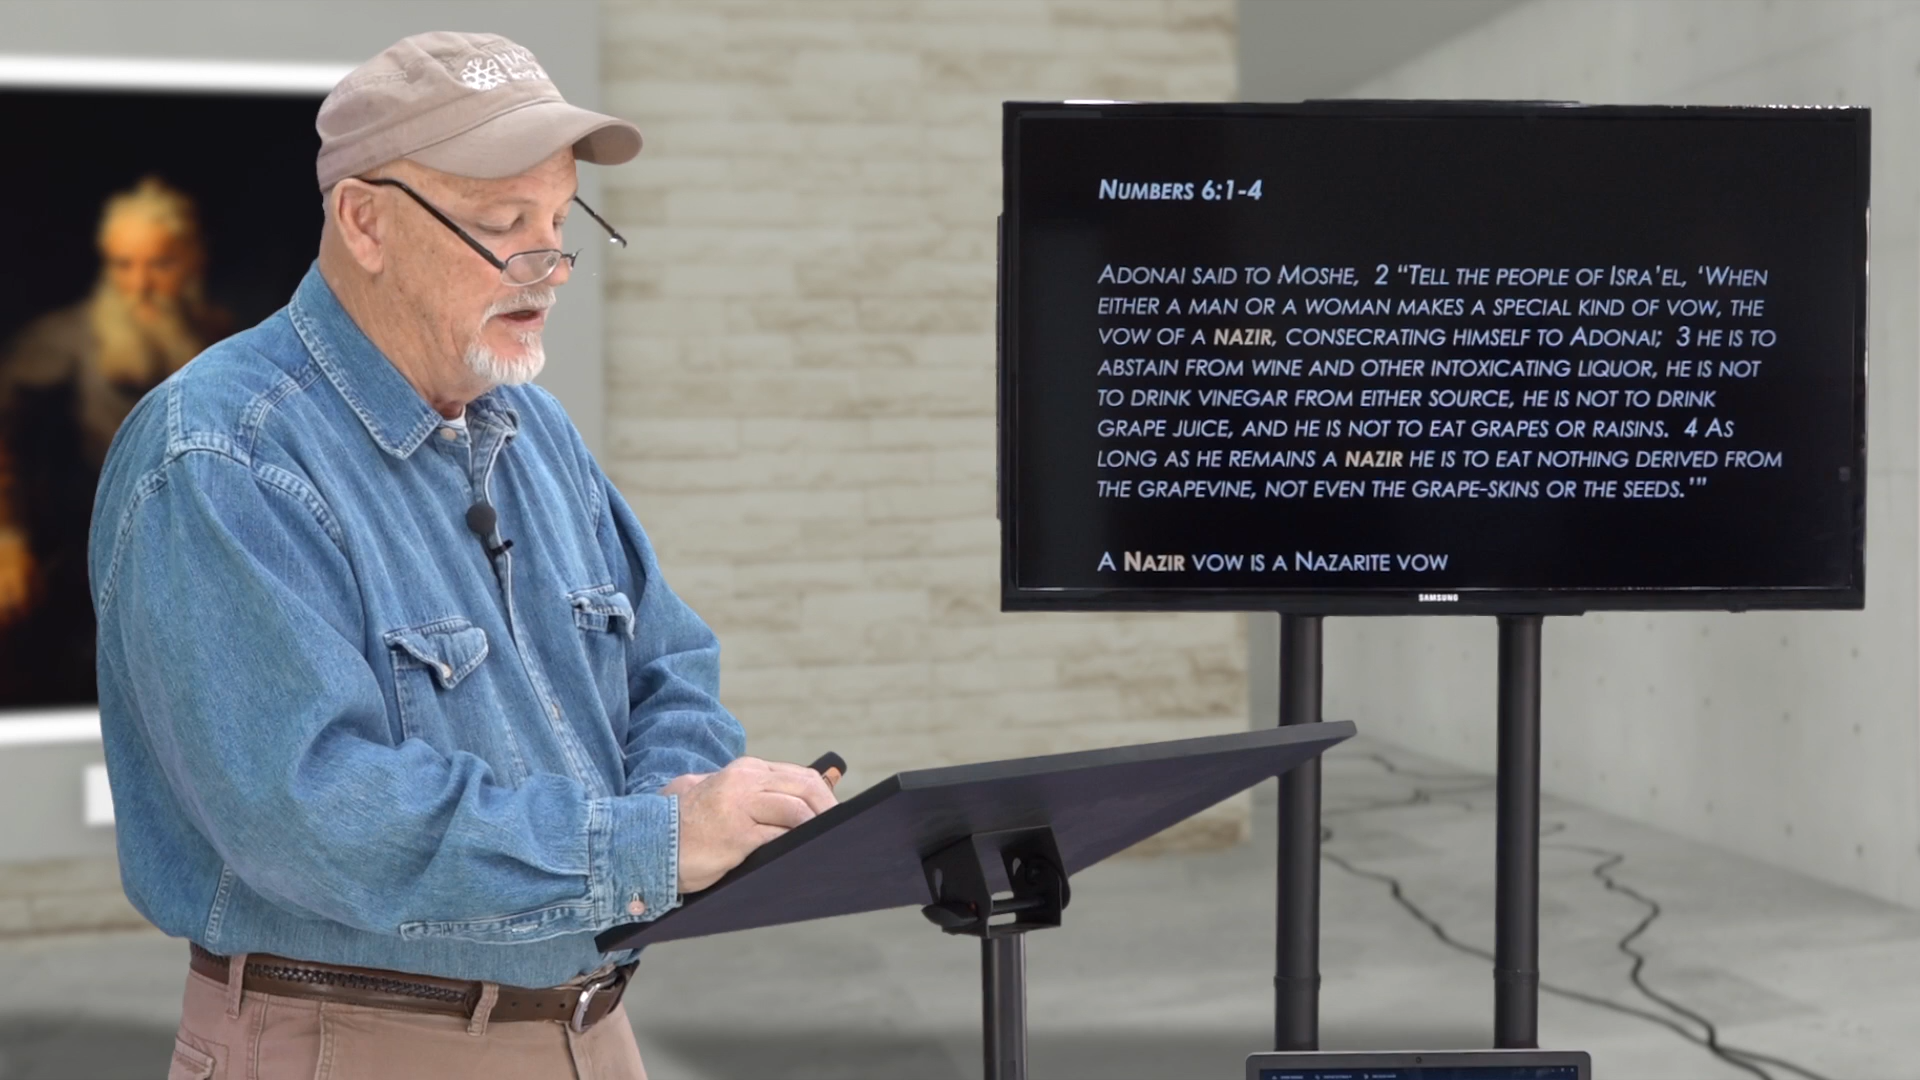 Numbers 6:1-4
Adonai said to Moshe, 2 “Tell the people of Isra’el, ‘When
either a man or a woman makes a special kind of vow, the
vow of a nazir, consecrating himself to Adonai; 3 he is to
abstain from wine and other intoxicating liquor, he is not
to drink vinegar from either source, he is not to drink
grape juice, and he is not to eat grapes or raisins. 4 As
long as he remains a nazir he is to eat nothing derived from
the grapevine, not even the grape-skins or the seeds.’”
A Nazir vow is a Nazarite vow
SAMSUNG